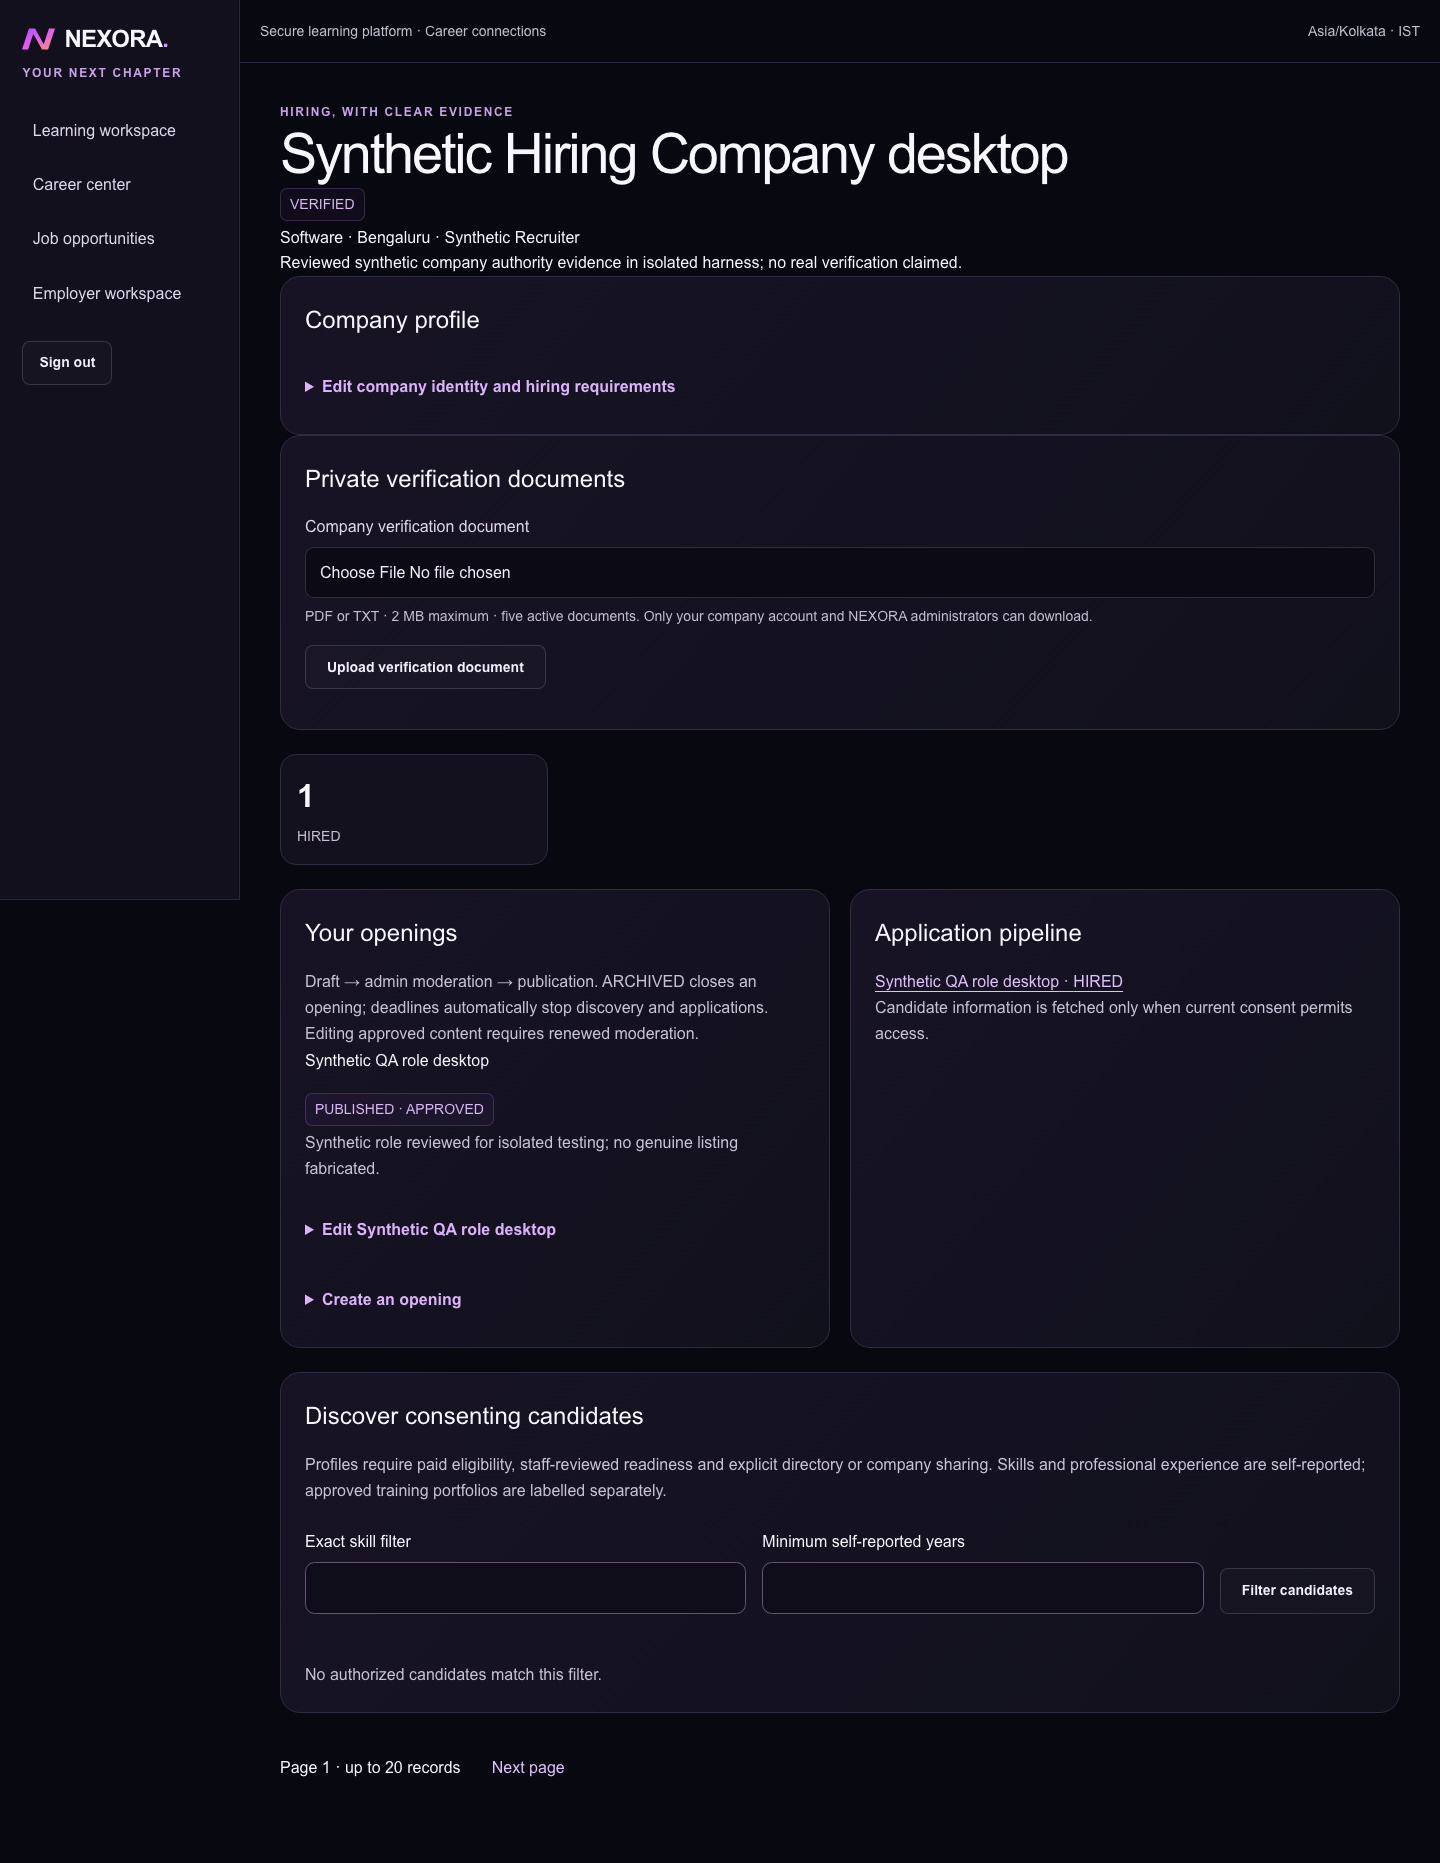 NEXORA.
YOUR NEXT CHAPTER
Learning workspace
Career center
Job opportunities
Employer workspace
Sign out
Secure learning platform · Career connections
Asia/Kolkata · IST
HIRING, WITH CLEAR EVIDENCE
Synthetic Hiring Company desktop
VERIFIED
Software · Bengaluru · Synthetic Recruiter
Reviewed synthetic company authority evidence in isolated harness; no real verification claimed.
Company profile
Edit company identity and hiring requirements
Private verification documents
Company verification document
Choose File No file chosen
PDF or TXT · 2 MB maximum · five active documents. Only your company account and NEXORA administrators can download.
Upload verification document
1
HIRED
Your openings
Draft → admin moderation → publication. ARCHIVED closes an
opening; deadlines automatically stop discovery and applications.
Editing approved content requires renewed moderation.
Synthetic QA role desktop
PUBLISHED · APPROVED
Synthetic role reviewed for isolated testing; no genuine listing
fabricated.
Edit Synthetic QA role desktop
Create an opening
Application pipeline
Synthetic QA role desktop · HIRED
Candidate information is fetched only when current consent permits
access.
Discover consenting candidates
Profiles require paid eligibility, staff-reviewed readiness and explicit directory or company sharing. Skills and professional experience are self-reported;
approved training portfolios are labelled separately.
Exact skill filter
Minimum self-reported years
Filter candidates
No authorized candidates match this filter.
Page 1 · up to 20 records
Next page